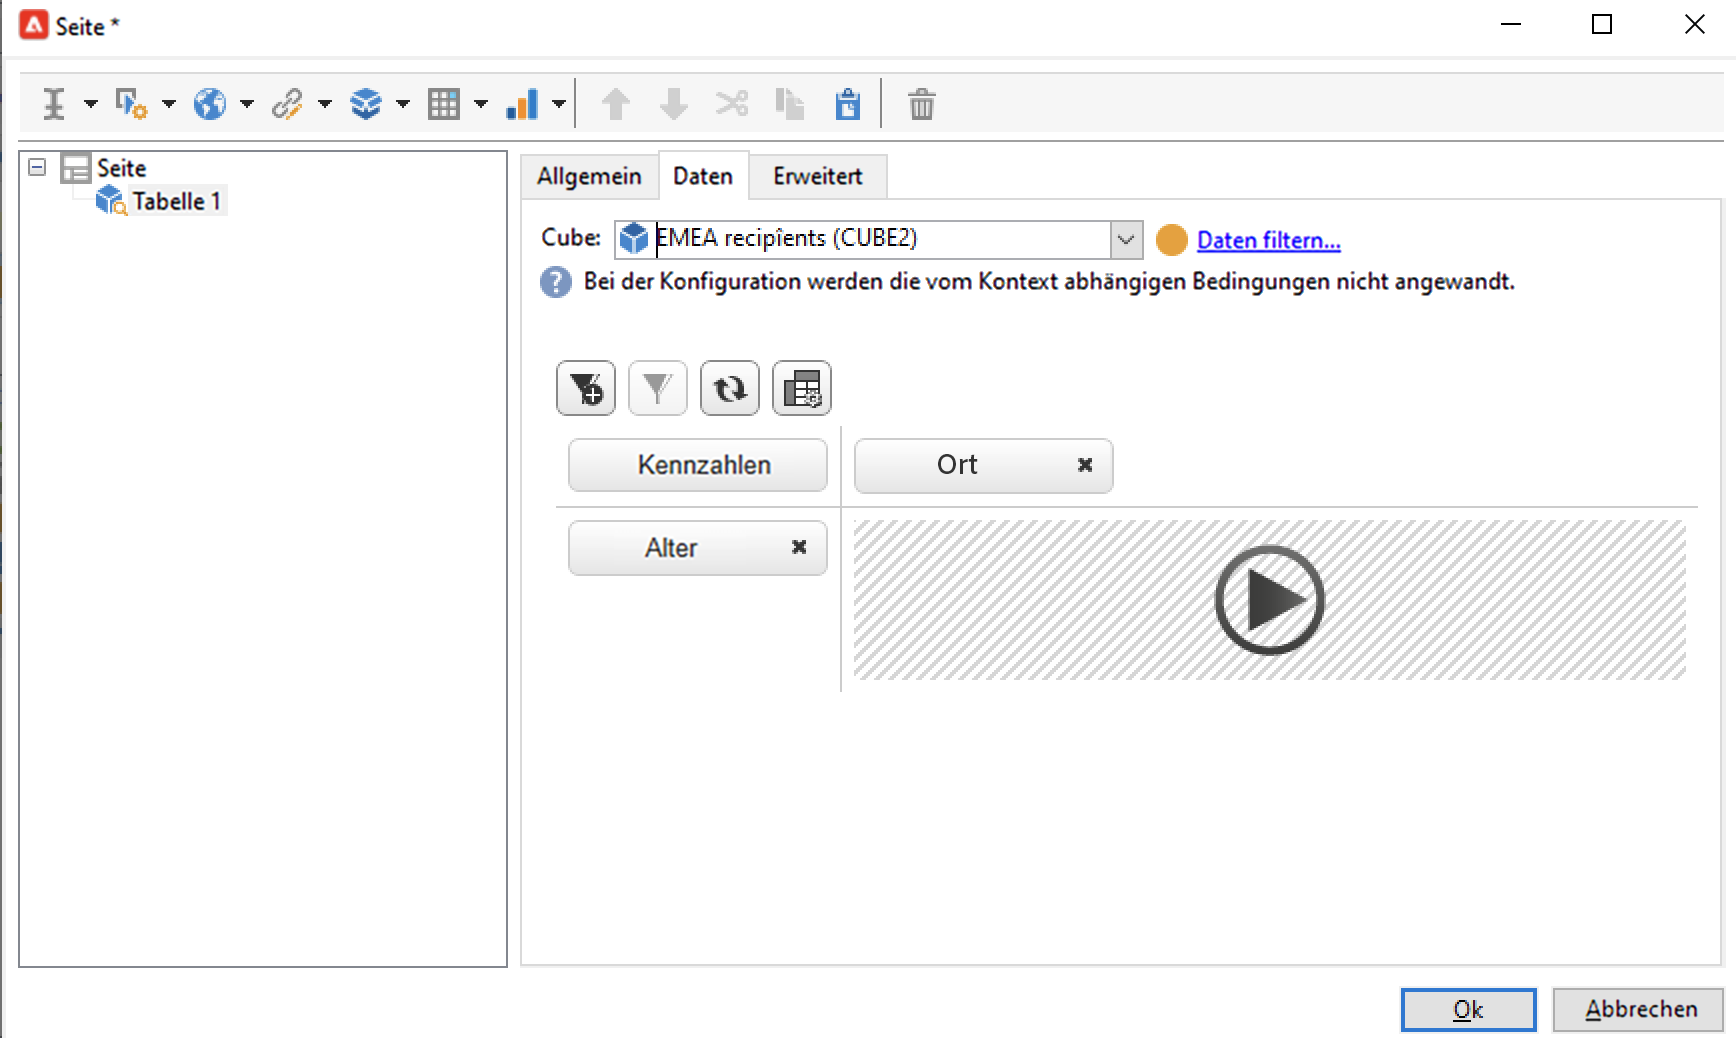 Seite *
Seite
Tabelle 1
Allgemein
Daten
Erweitert
Cube:
EMEA recipîents (CUBE2)
Daten filtern...
Bei der Konfiguration werden die vom Kontext abhängigen Bedingungen nicht angewandt.
Kennzahlen
Ort
Alter
Ok
Abbrechen